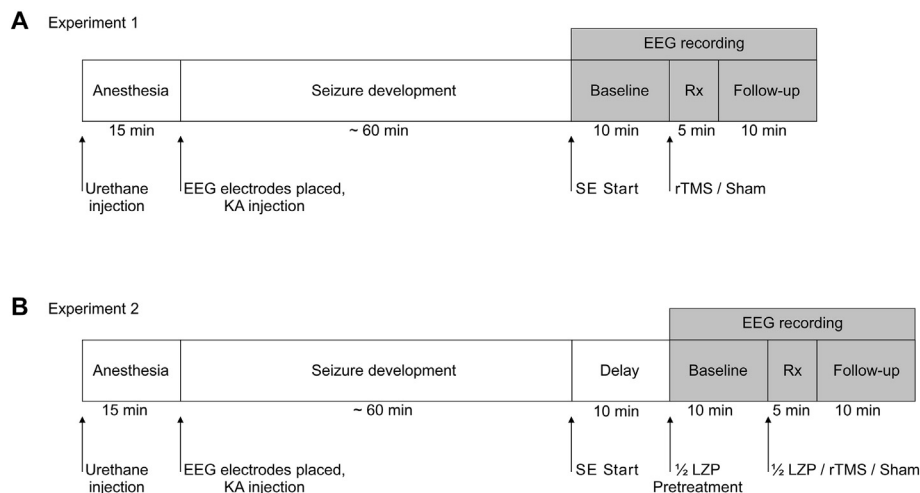 A Experiment 1
EEG recording
Anesthesia Seizure development Baseline Rx Follow-up
15 min ~ 60 min 10 min 5 min 10 min
Urethane injection
EEG electrodes placed, KA injection
SE Start
rTMS / Sham
B Experiment 2
EEG recording
Anesthesia Seizure development Delay Baseline Rx Follow-up
15 min ~ 60 min 10 min 10 min 5 min 10 min
Urethane injection
EEG electrodes placed, KA injection
SE Start
½ LZP Pretreatment
½ LZP / rTMS / Sham